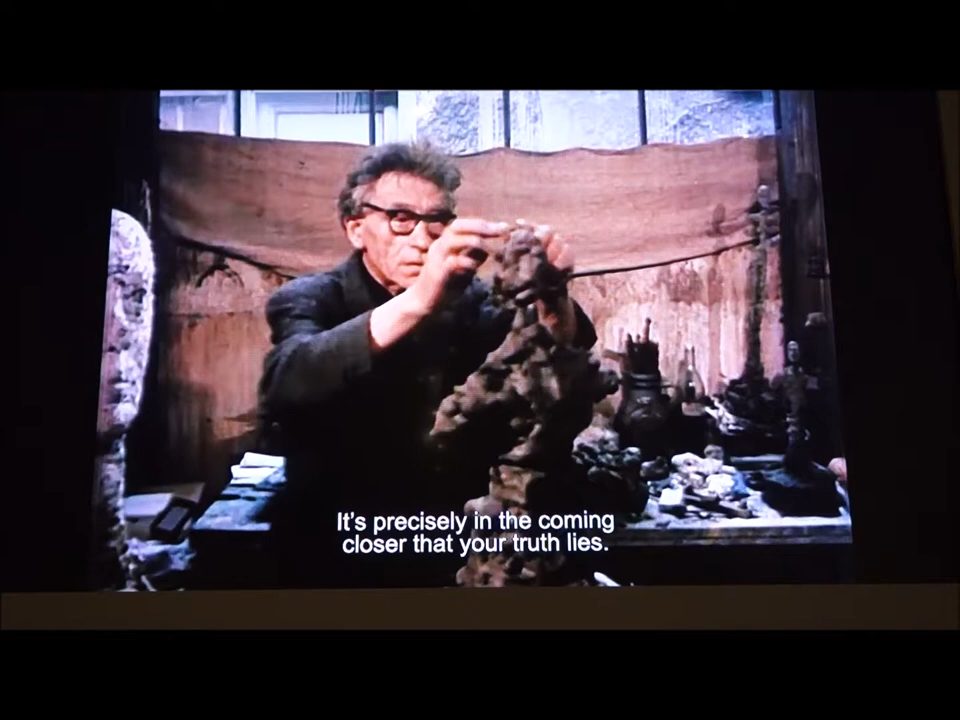 It's precisely in the coming
closer that your truth lies.